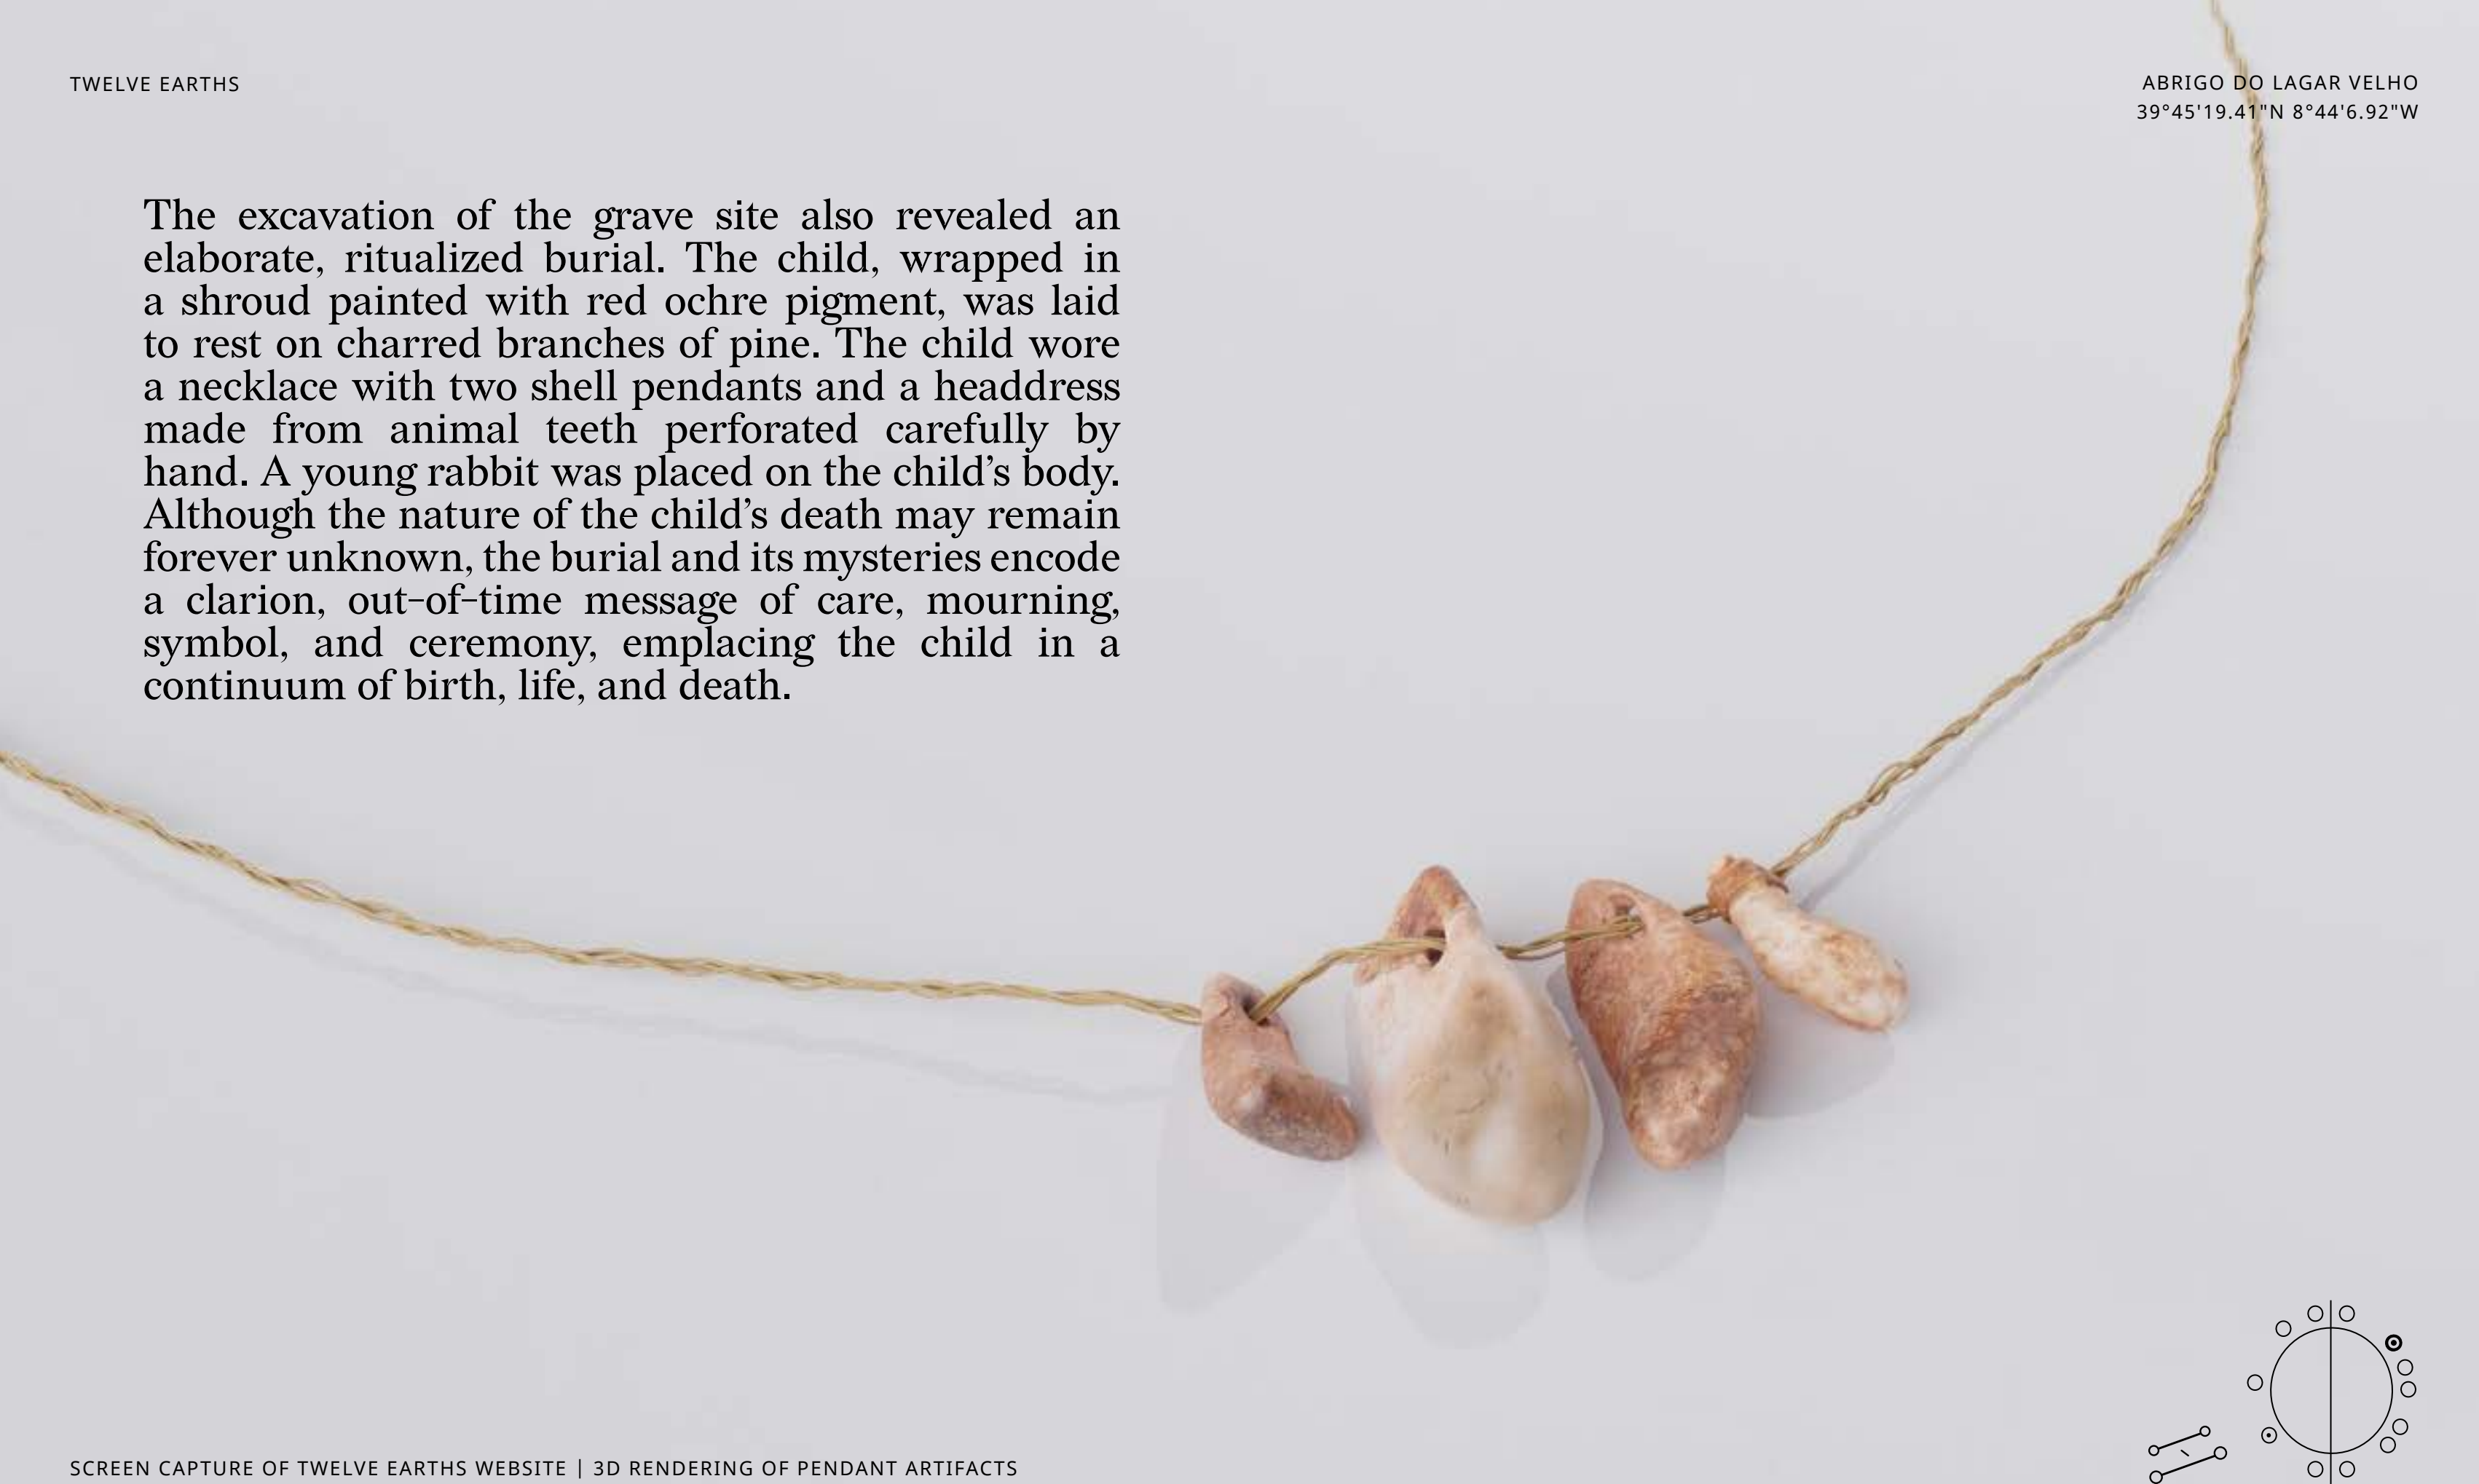 TWELVE EARTHS
ABRIGO DO LAGAR VELHO
39°45'19.41"N 8°44'6.92"W
The excavation of the grave site also revealed an
elaborate, ritualized burial. The child, wrapped in
a shroud painted with red ochre pigment, was laid
to rest on charred branches of pine. The child wore
a necklace with two shell pendants and a headdress
made from animal teeth perforated carefully by
hand. A young rabbit was placed on the child’s body.
Although the nature of the child’s death may remain
forever unknown, the burial and its mysteries encode
a clarion, out-of-time message of care, mourning,
symbol, and ceremony, emplacing the child in a
continuum of birth, life, and death.
SCREEN CAPTURE OF TWELVE EARTHS WEBSITE | 3D RENDERING OF PENDANT ARTIFACTS